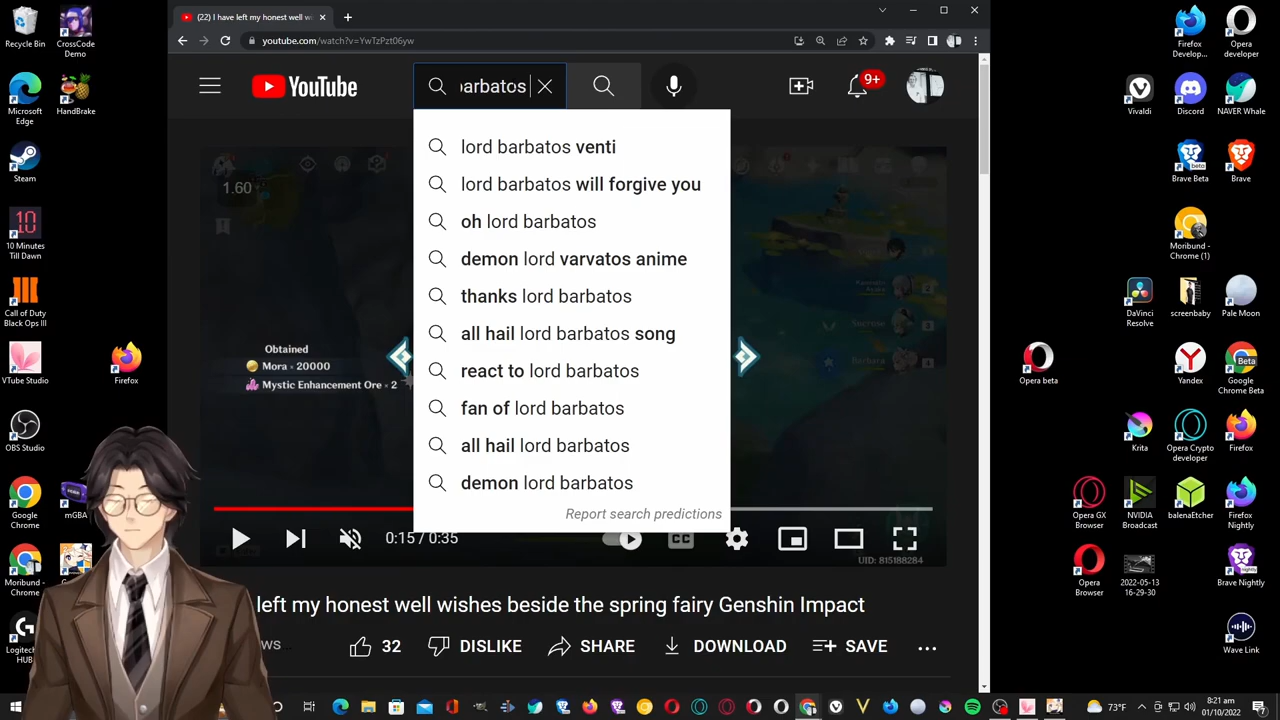 (22) I have left my honest well w
youtube.com/watch?v=YwTzPzt06yw
YouTube
arbatos
9+
lord barbatos venti
lord barbatos will forgive you
oh lord barbatos
demon lord varvatos anime
thanks lord barbatos
all hail lord barbatos song
react to lord barbatos
fan of lord barbatos
all hail lord barbatos
demon lord barbatos
Report search predictions
1.60
Obtained
Mora × 20000
Mystic Enhancement Ore × 2
Sucrose
Barbara
0:15 / 0:35
CC
UID: 815188284
left my honest well wishes beside the spring fairy Genshin Impact
ws
32
DISLIKE
SHARE
DOWNLOAD
SAVE
Recycle Bin
CrossCode
Demo
Microsoft
Edge
HandBrake
Steam
10 Minutes
Till Dawn
Call of Duty
Black Ops III
VTube Studio
Firefox
OBS Studio
Google
Chrome
mGBA
Moribund -
Chrome
Logitech
HUB
Firefox
Develop...
Opera
developer
Vivaldi
Discord
NAVER Whale
Brave Beta
Brave
Moribund -
Chrome (1)
DaVinci
Resolve
screenbaby
Pale Moon
Opera beta
Yandex
Google
Chrome Beta
Krita
Opera Crypto
developer
Firefox
Opera GX
Browser
NVIDIA
Broadcast
balenaEtcher
Firefox
Nightly
Opera
Browser
2022-05-13
16-29-30
Brave Nightly
Wave Link
73°F
8:21 am
01/10/2022